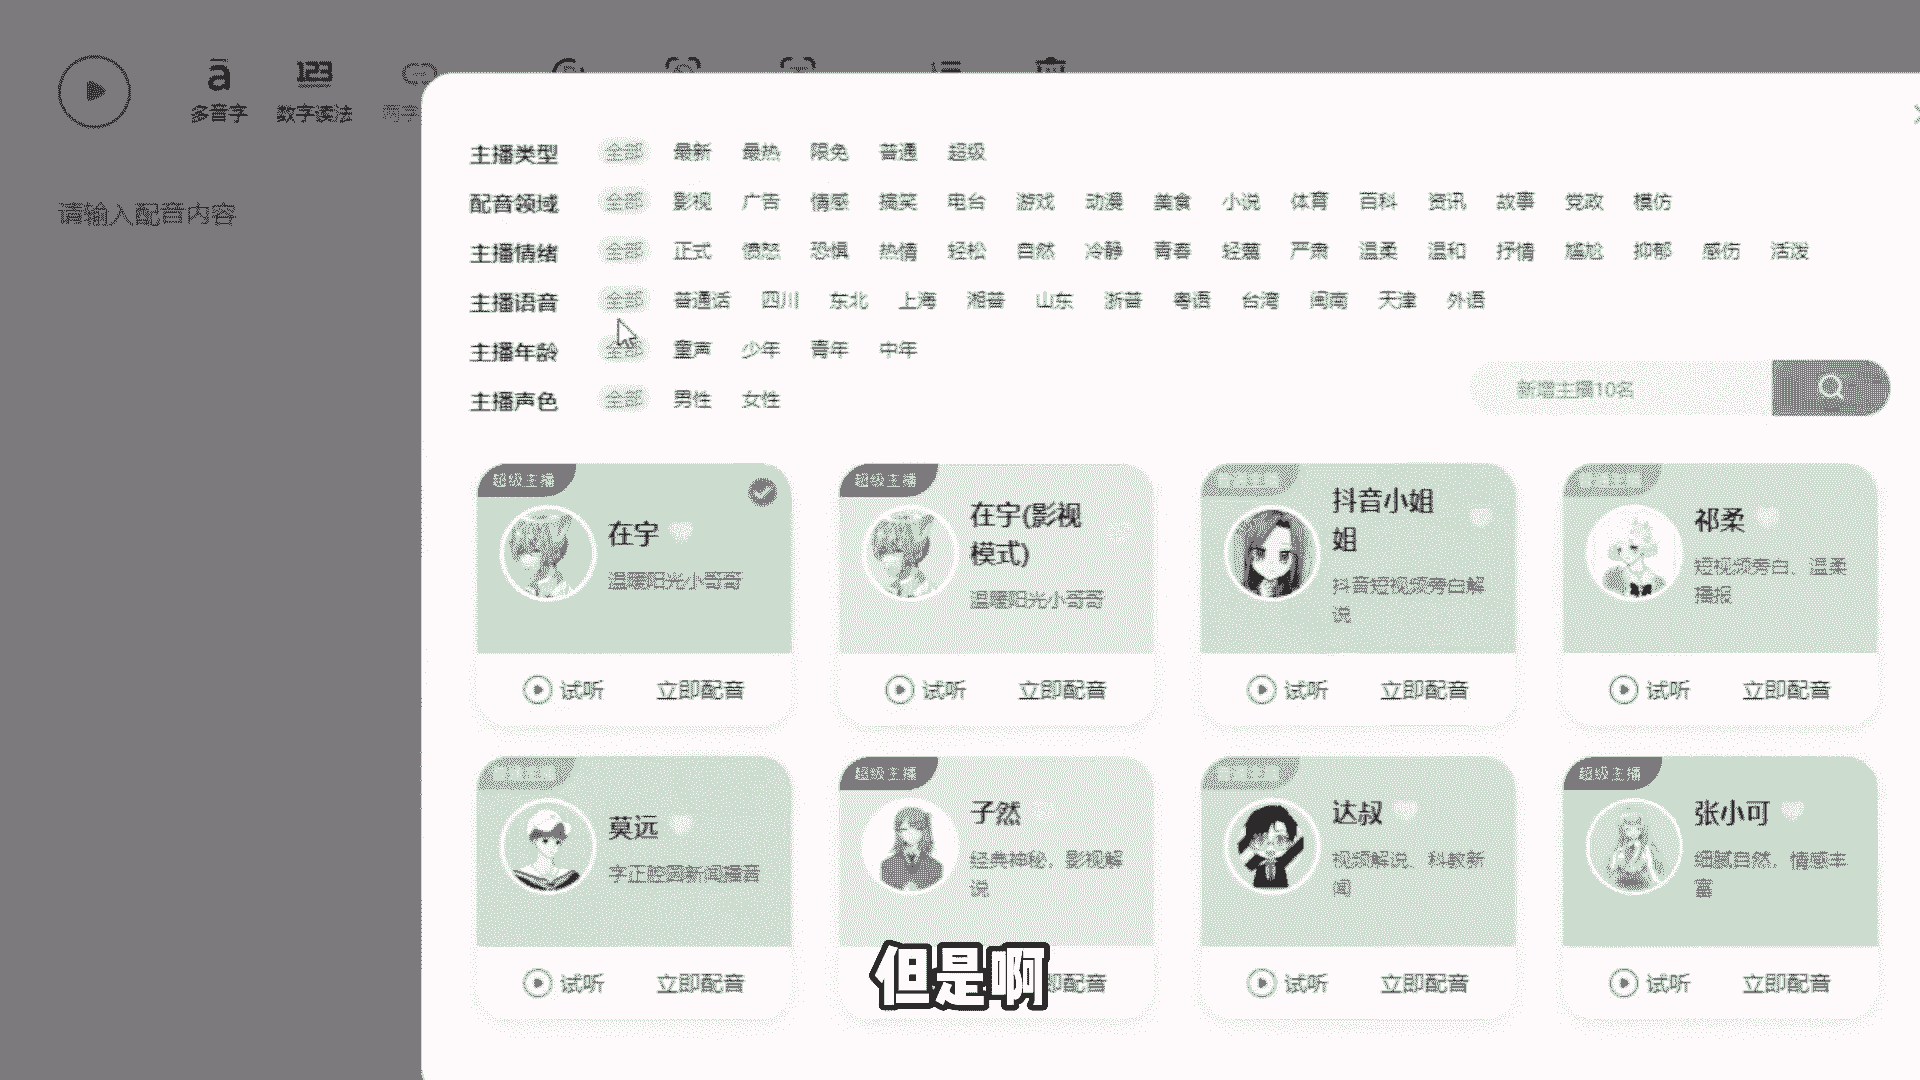 多音字 数字读法 两字
请输入配音内容
主播类型 全部 最新 最热 限免 普通 超级
配音领域 全部 影视 广告 情感 搞笑 电台 游戏 动漫 美食 小说 体育 百科 资讯 故事 党政 模仿
主播情绪 全部 正式 愤怒 恐惧 热情 轻松 自然 冷静 青春 轻蔑 严肃 温柔 温和 抒情 尴尬 抑郁 感伤 活泼
主播语音 全部 普通话 四川 东北 上海 湘普 山东 浙普 粤语 台湾 闽南 天津 外语
主播年龄 全部 童声 少年 青年 中年
主播声色 全部 男性 女性
新增主播10名
超级主播
在宇
温暖阳光小哥哥
试听 立即配音
超级主播
在宇(影视
模式)
温暖阳光小哥哥
试听 立即配音
抖音小姐
姐
抖音短视频旁白解
说
试听 立即配音
祁柔
短视频旁白、温柔
播报
试听 立即配音
莫远
字正腔圆新闻播音
试听 立即配音
超级主播
子然
经典神秘，影视解
说
即配音
达叔
视频解说、科教新
闻
试听 立即配音
超级主播
张小可
细腻自然，情感丰
富
试听 立即配音
但是啊